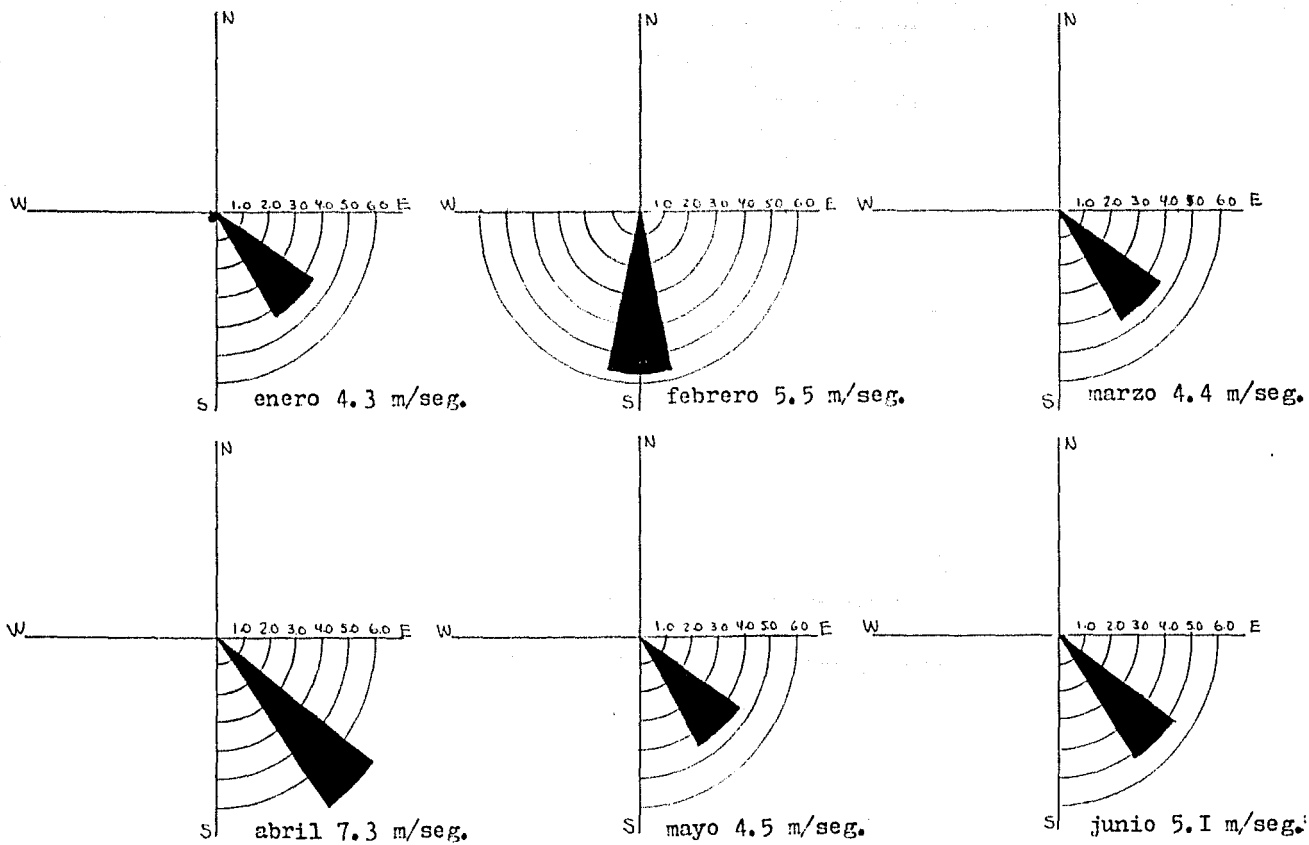 N
W 1.0 2.0 3.0 4.0 5.0 6.0 E
S
enero 4.3 m/seg.
N
W 1.0 2.0 3.0 4.0 5.0 6.0 E
S
febrero 5.5 m/seg.
N
W 1.0 2.0 3.0 4.0 5.0 6.0 E
S
marzo 4.4 m/seg.
N
W 1.0 2.0 3.0 4.0 5.0 6.0 E
S
abril 7.3 m/seg.
N
W 1.0 2.0 3.0 4.0 5.0 6.0 E
S
mayo 4.5 m/seg.
N
W 1.0 2.0 3.0 4.0 5.0 6.0 E
S
junio 5.I m/seg.